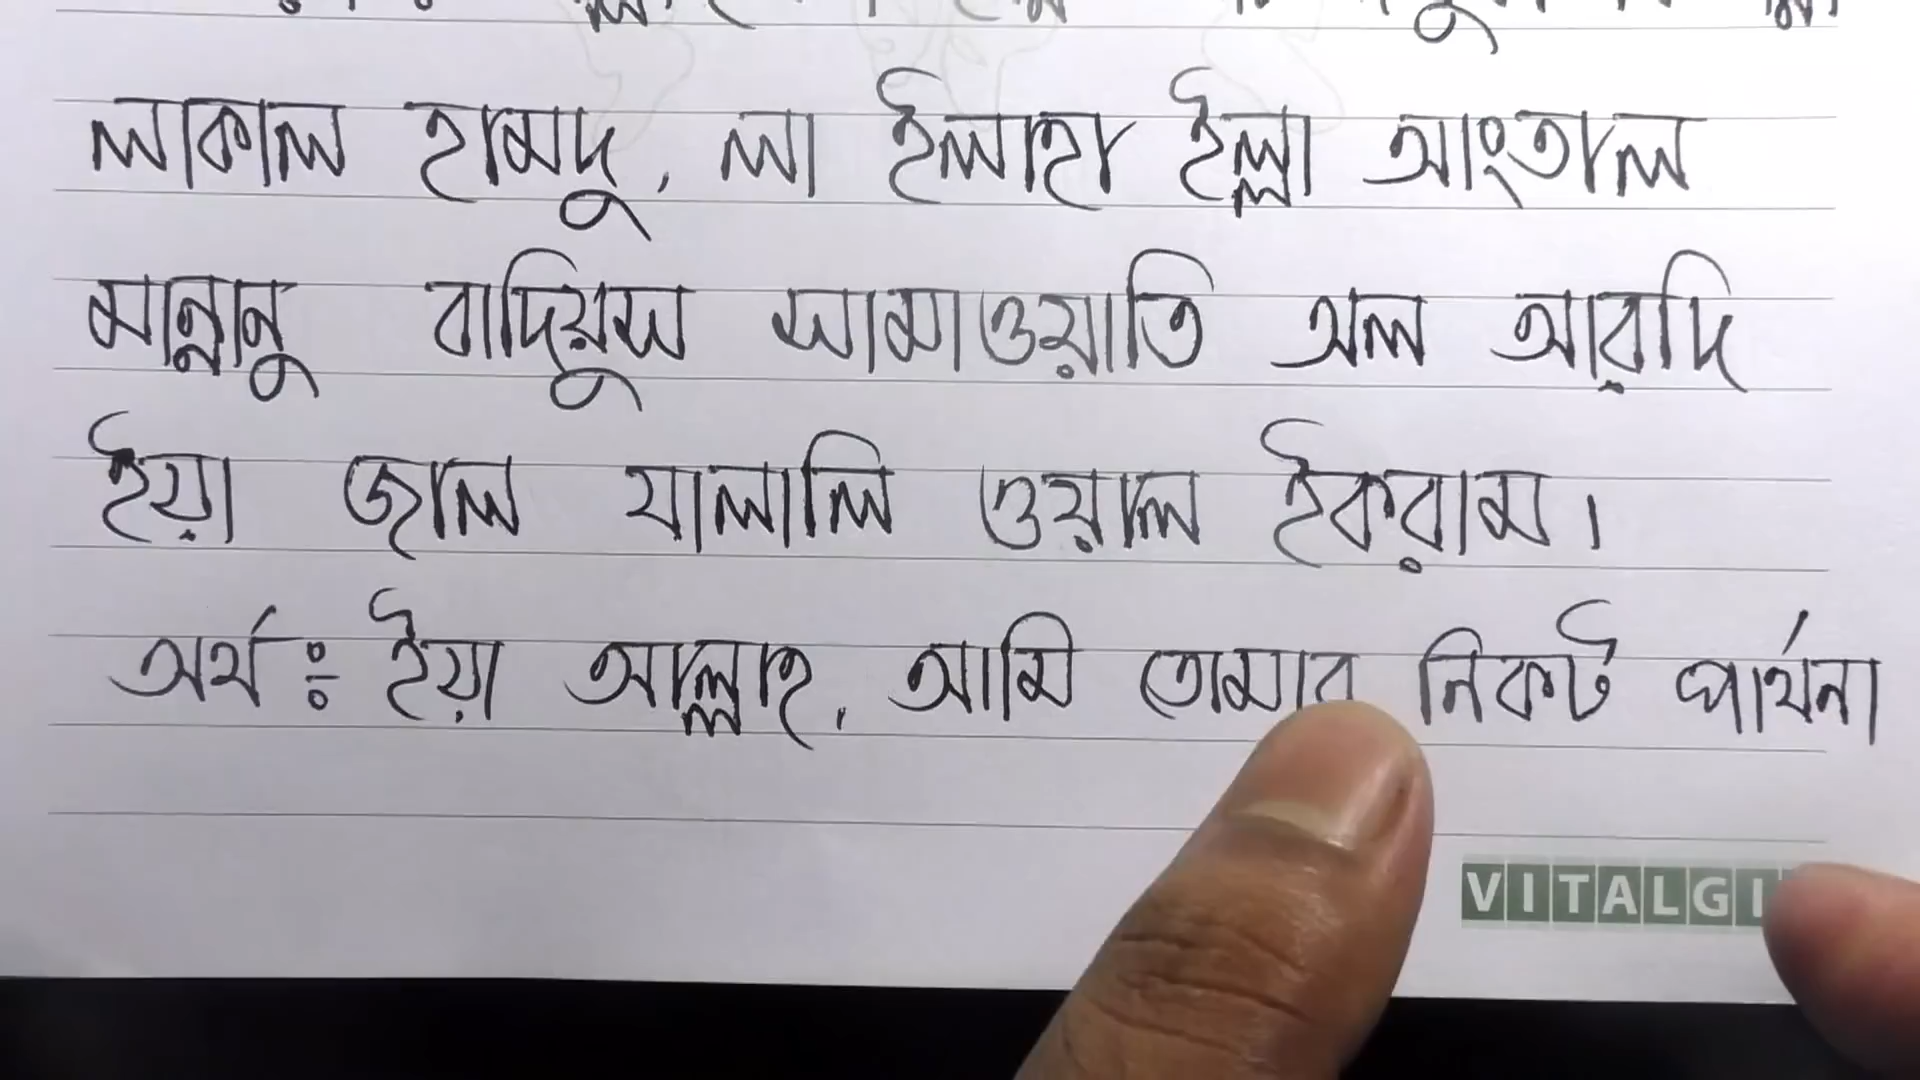 লাকাল হামদু, লা ইলাহা ইল্লা আংতাল
মান্নানু বাদিয়ুস সামাওয়াতি অল আরদি
ইয়া জাল যালালি ওয়াল ইকরাম।
অর্থ ঃ ইয়া আল্লাহ, আমি তোমার নিকট পার্থনা
VITALGI